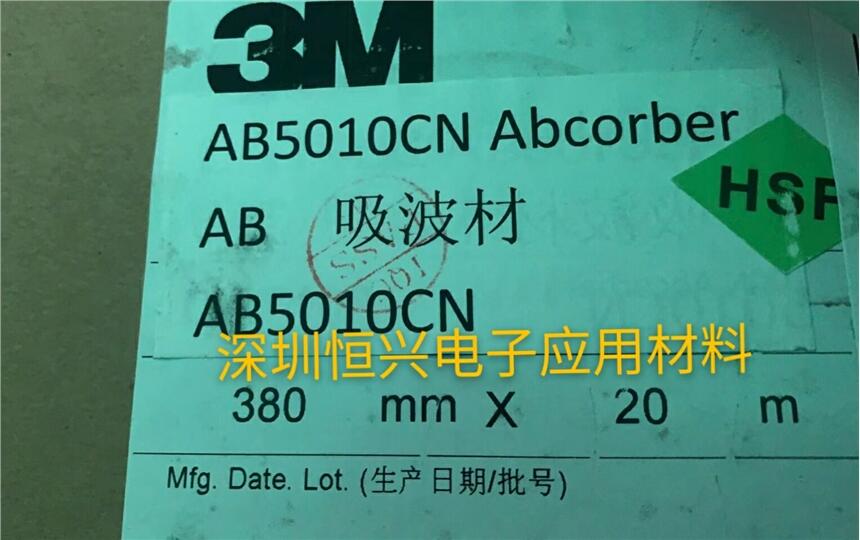 3M
AB5010CN Abcorber
HSF
AB 吸波材
AB5010CN
深圳恒兴电子应用材料
380 mm X 20 m
Mfg. Date. Lot. (生产日期/批号)